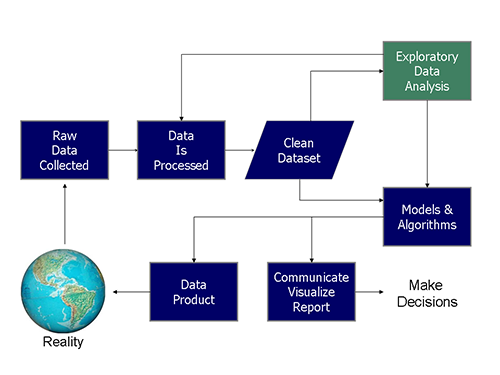 Exploratory
Data
Analysis
Raw
Data
Collected
Data
Is
Processed
Clean
Dataset
Models &
Algorithms
Data
Product
Communicate
Visualize
Report
Make
Decisions
Reality